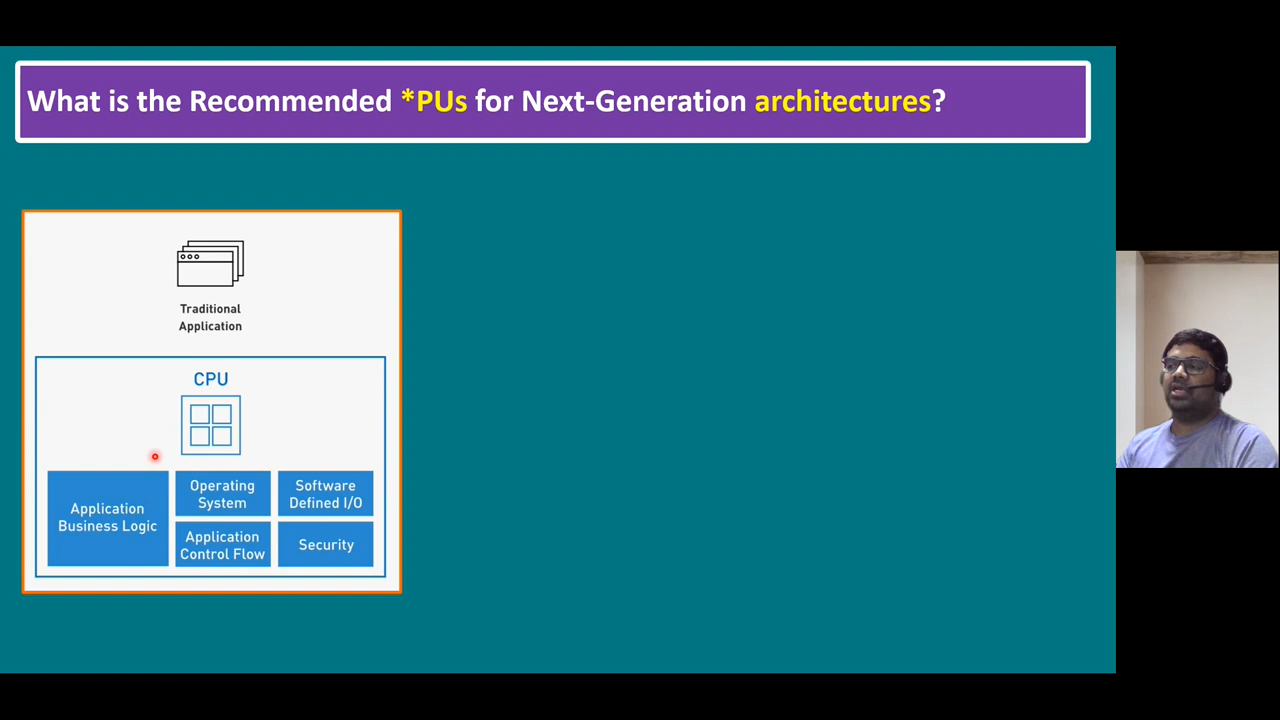 What is the Recommended *PUs for Next-Generation architectures?
Traditional
Application
CPU
Application
Business Logic
Operating
System
Software
Defined I/O
Application
Control Flow
Security